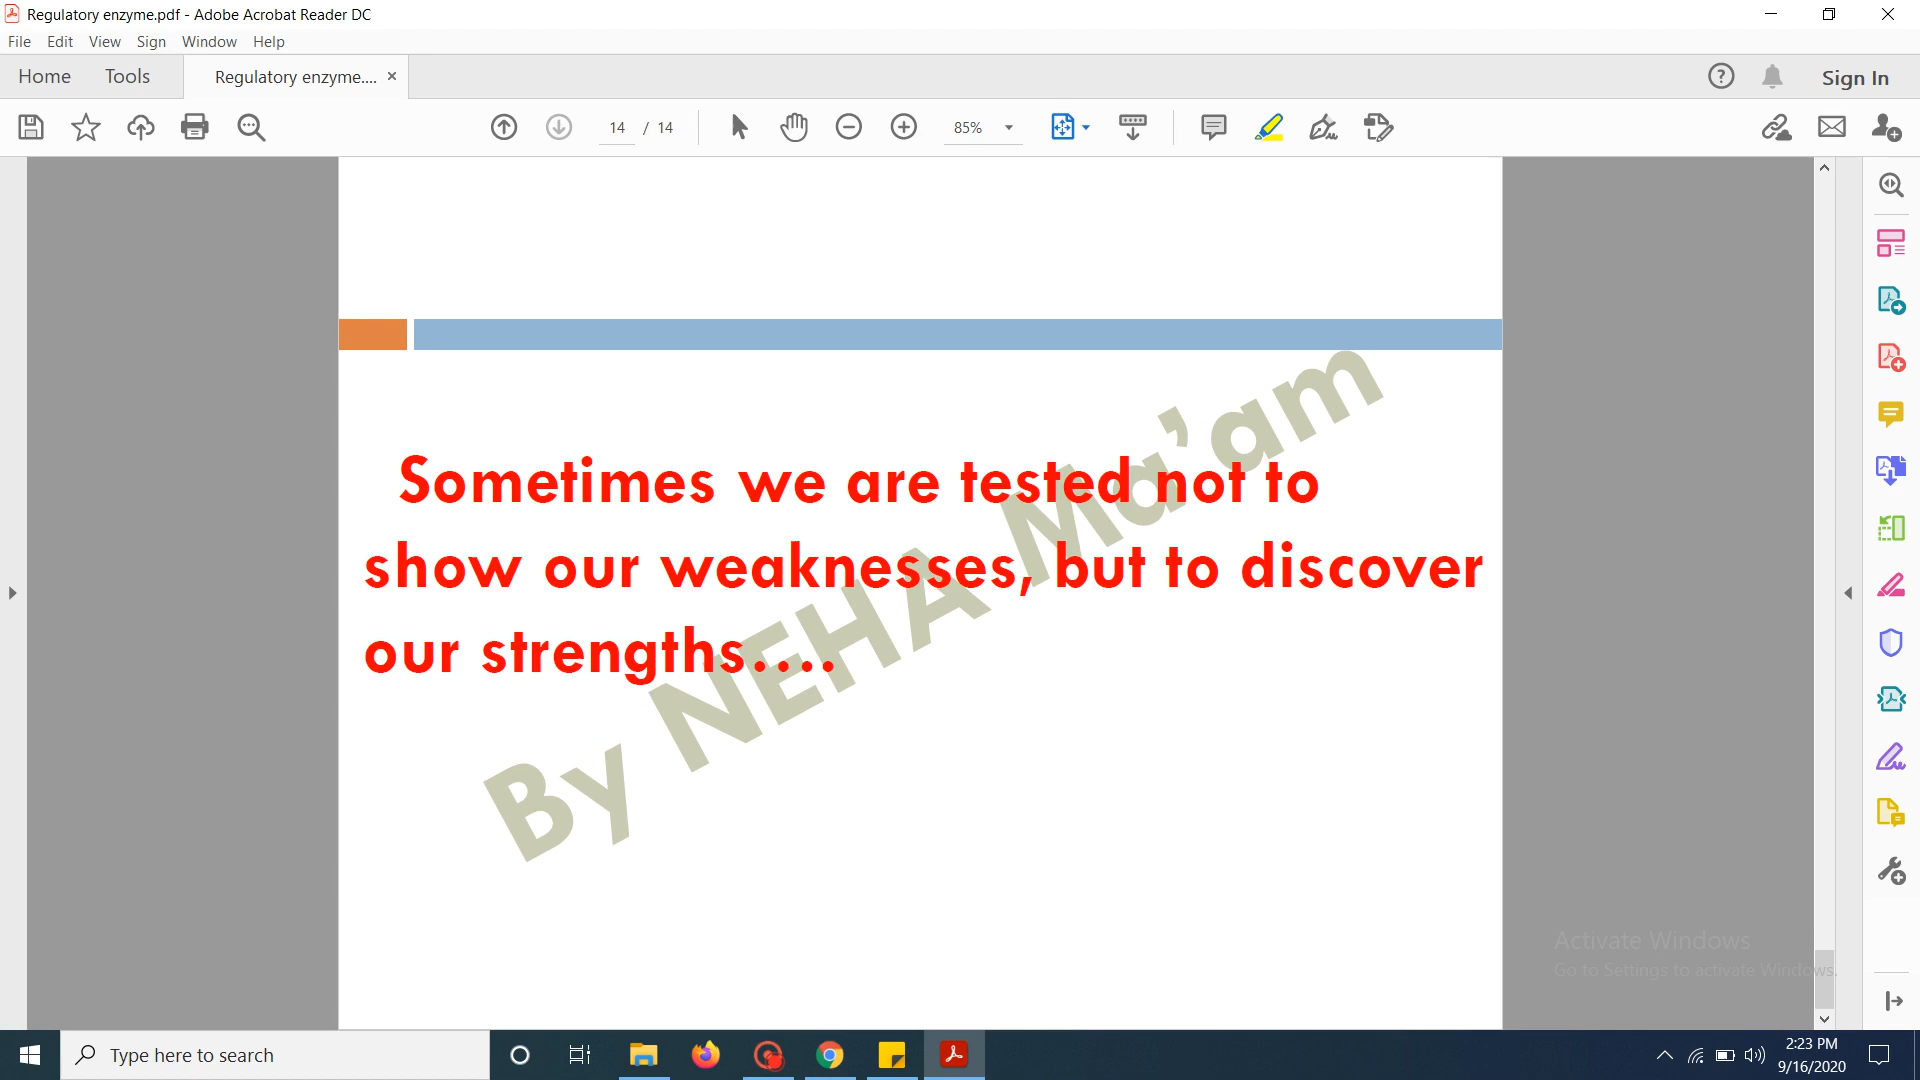 Regulatory enzyme.pdf - Adobe Acrobat Reader DC
File Edit View Sign Window Help
Home Tools Regulatory enzyme.... × Sign In
14 / 14 85%
Sometimes we are tested not to
show our weaknesses, but to discover
our strengths....
By NEHA Ma'am
Activate Windows
Go to Settings to activate Windows.
Type here to search
2:23 PM
9/16/2020